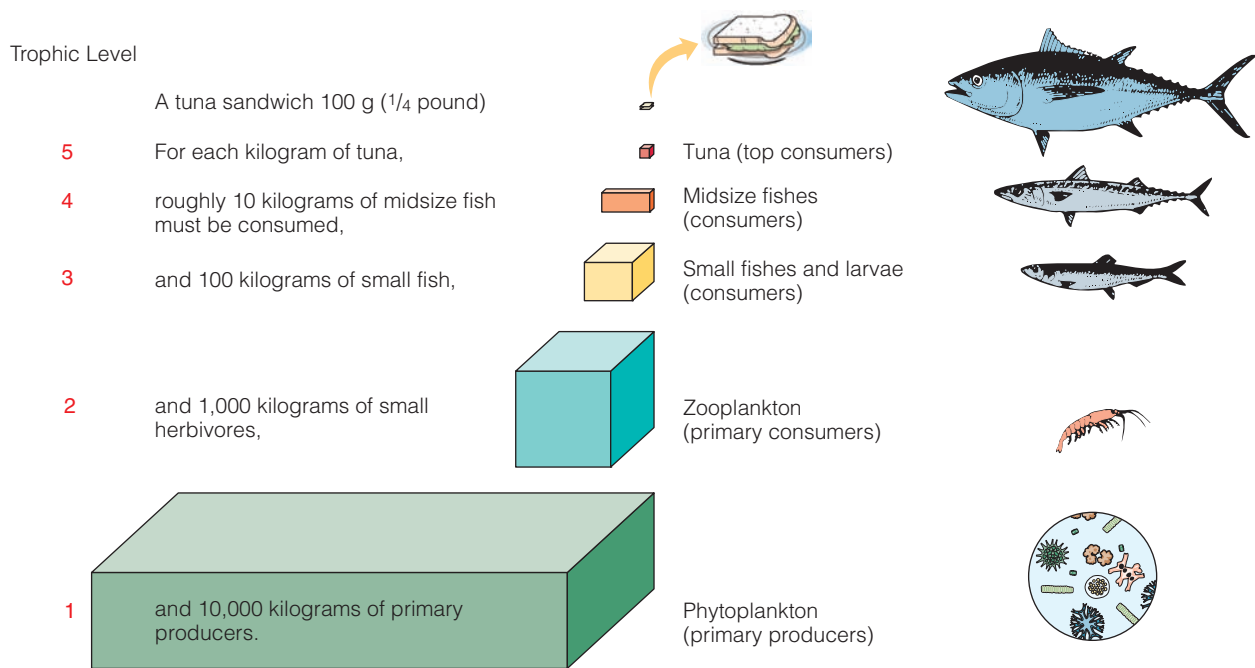 Trophic Level
A tuna sandwich 100 g (1/4 pound)
5
For each kilogram of tuna,
Tuna (top consumers)
4
roughly 10 kilograms of midsize fish
must be consumed,
Midsize fishes
(consumers)
3
and 100 kilograms of small fish,
Small fishes and larvae
(consumers)
2
and 1,000 kilograms of small
herbivores,
Zooplankton
(primary consumers)
1
and 10,000 kilograms of primary
producers.
Phytoplankton
(primary producers)